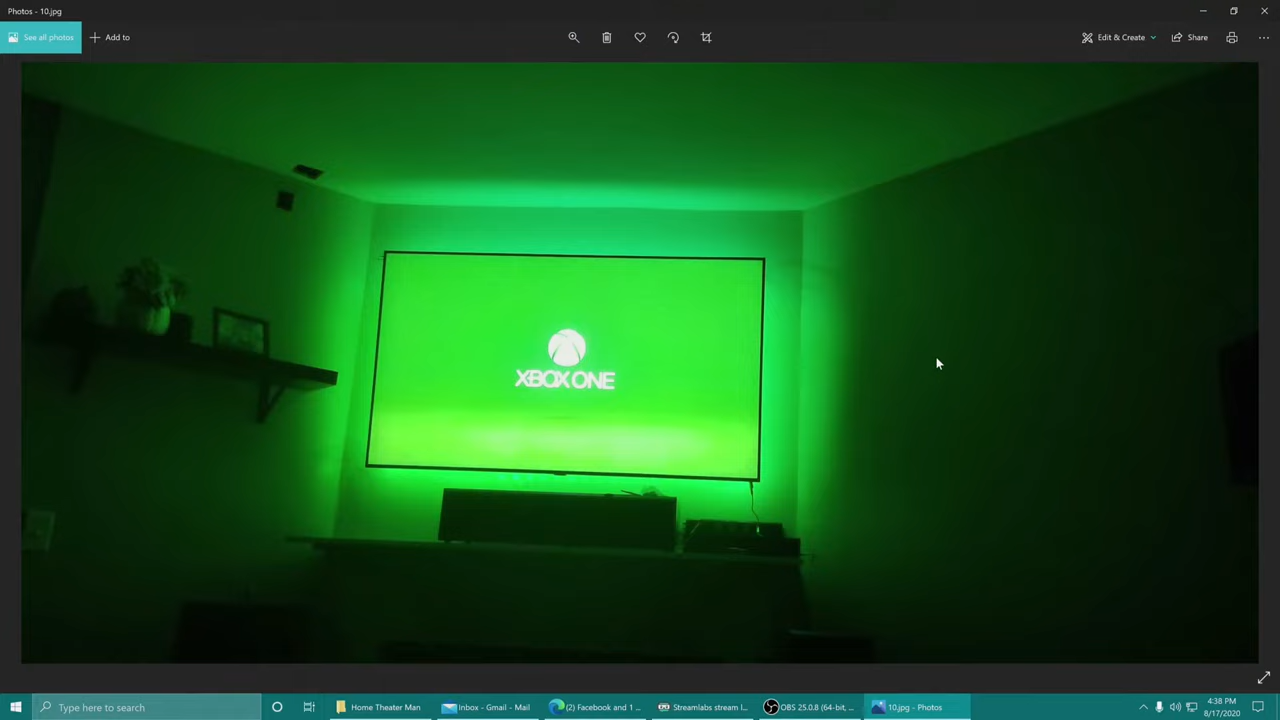 Photos - 10.jpg
See all photos
Add to
Edit & Create
Share
XBOX ONE
Type here to search
Home Theater Man
Inbox - Gmail - Mail
(2) Facebook and 1 ...
Streamlabs stream l...
OBS 25.0.8 (64-bit, ...
10.jpg - Photos
4:38 PM
8/17/2020